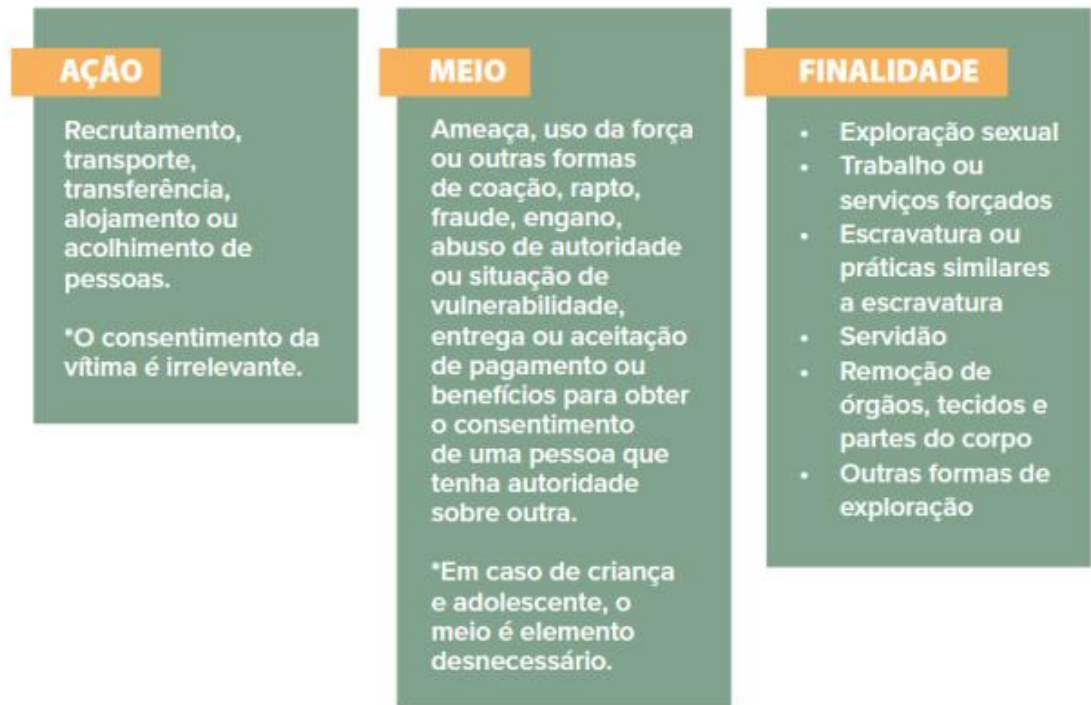 AÇÃO
Recrutamento,
transporte,
transferência,
alojamento ou
acolhimento de
pessoas.
*O consentimento da
vítima é irrelevante.
MEIO
Ameaça, uso da força
ou outras formas
de coação, rapto,
fraude, engano,
abuso de autoridade
ou situação de
vulnerabilidade,
entrega ou aceitação
de pagamento ou
benefícios para obter
o consentimento
de uma pessoa que
tenha autoridade
sobre outra.
*Em caso de criança
e adolescente, o
meio é elemento
desnecessário.
FINALIDADE
• Exploração sexual
• Trabalho ou
serviços forçados
• Escravatura ou
práticas similares
a escravatura
• Servidão
• Remoção de
órgãos, tecidos e
partes do corpo
• Outras formas de
exploração